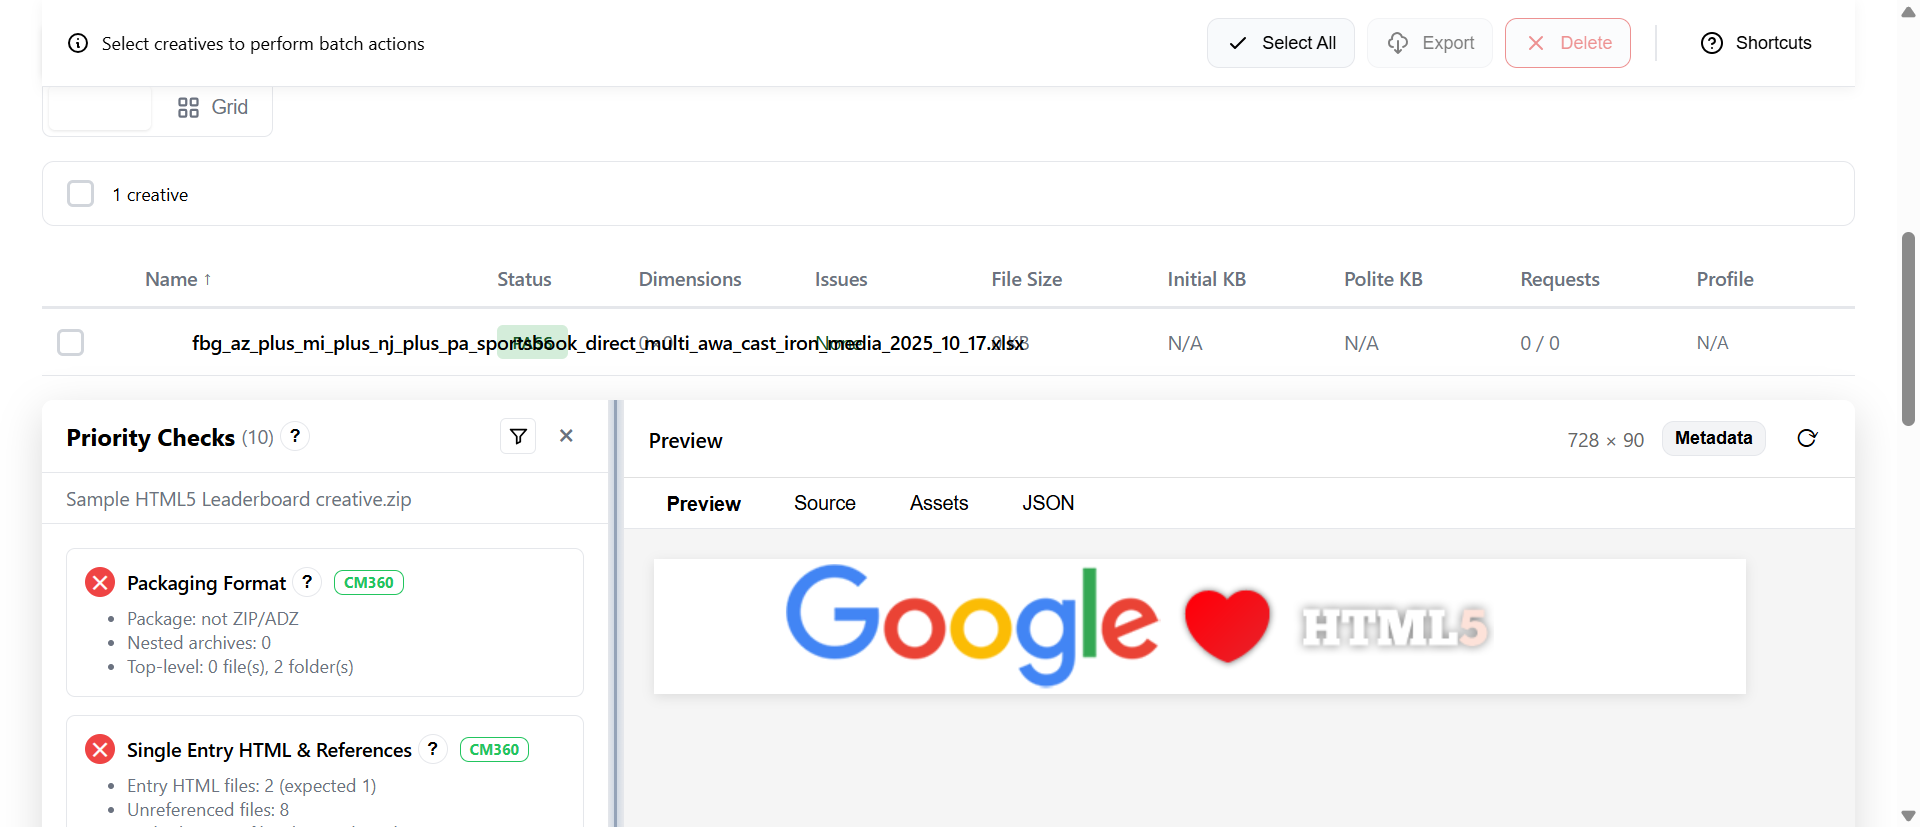 Select creatives to perform batch actions
Select All
Export
Delete
Shortcuts
Grid
1 creative
Name ↑ Status Dimensions Issues File Size Initial KB Polite KB Requests Profile
fbg_az_plus_mi_plus_nj_plus_pa_sportsbook_direct_multi_awa_cast_iron_media_2025_10_17.xlsx PASS None N/A N/A 0 / 0 N/A
Priority Checks (10) ?
Sample HTML5 Leaderboard creative.zip
Packaging Format ? CM360
• Package: not ZIP/ADZ
• Nested archives: 0
• Top-level: 0 file(s), 2 folder(s)
Single Entry HTML & References ? CM360
• Entry HTML files: 2 (expected 1)
• Unreferenced files: 8
Preview
728 × 90
Metadata
Preview Source Assets JSON
Google HTML5